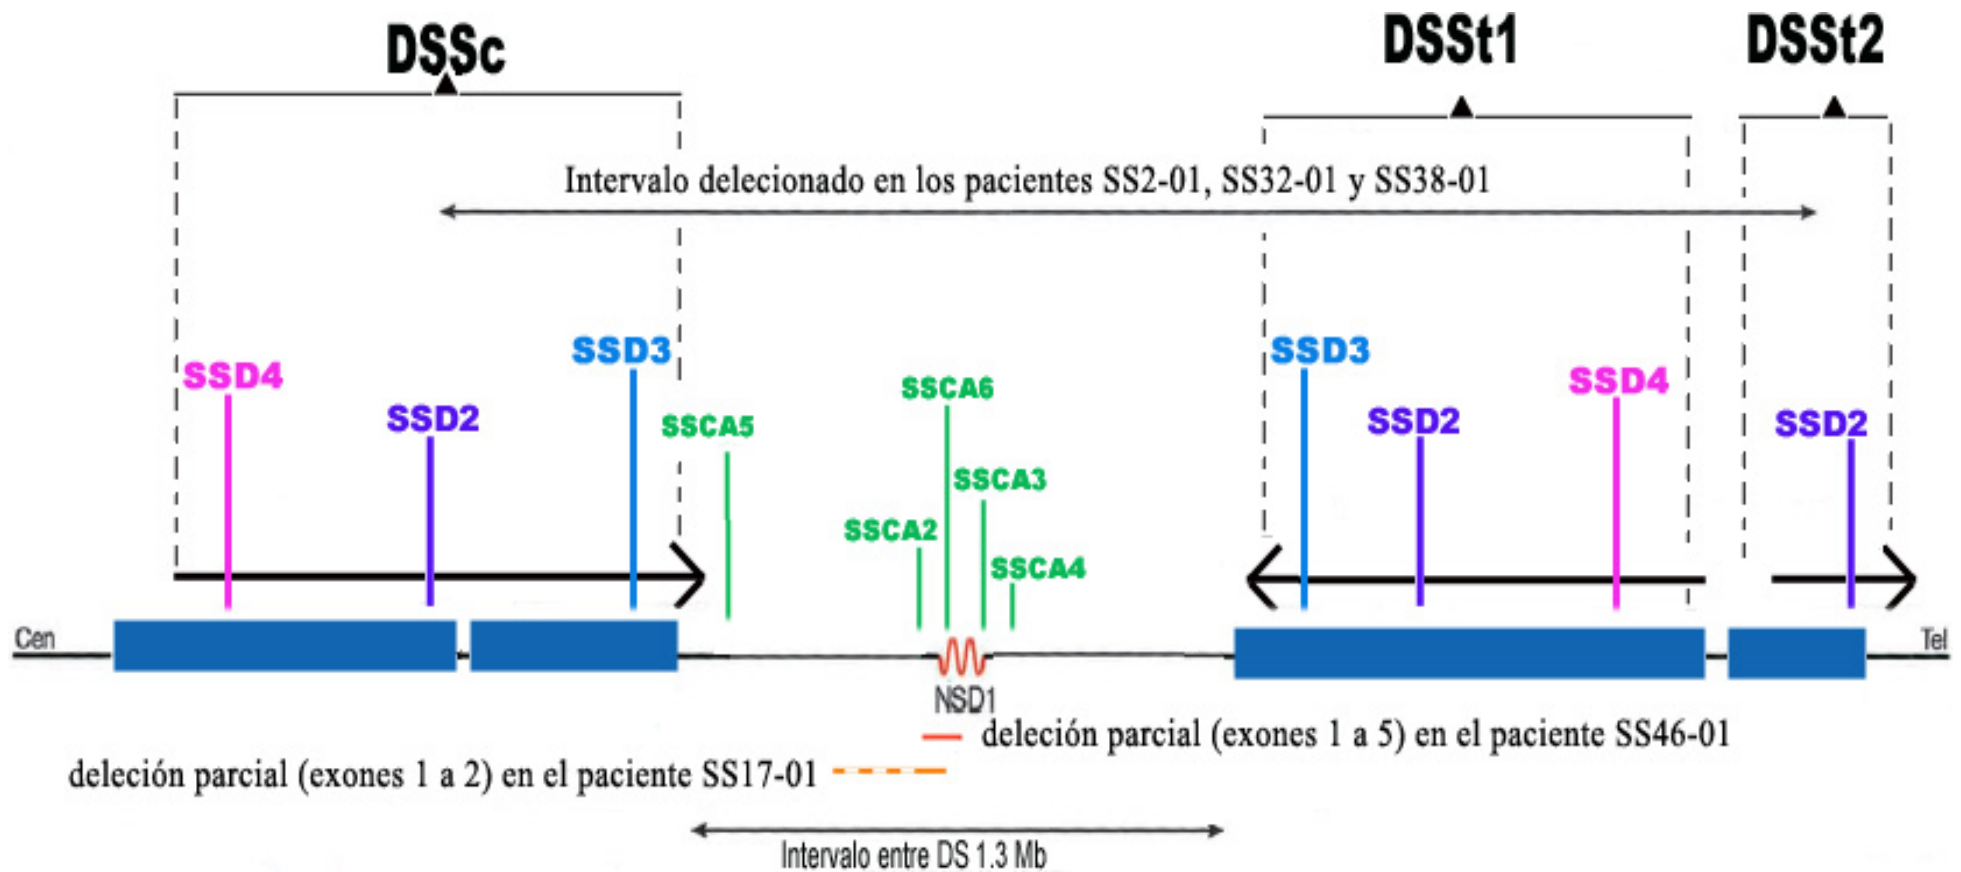 DSSc
DSSt1
DSSt2
Intervalo delecionado en los pacientes SS2-01, SS32-01 y SS38-01
SSD4
SSD2
SSD3
SSCA5
SSCA2
SSCA6
SSCA3
SSCA4
SSD3
SSD2
SSD4
SSD2
Cen
Tel
NSD1
deleción parcial (exones 1 a 5) en el paciente SS46-01
deleción parcial (exones 1 a 2) en el paciente SS17-01
Intervalo entre DS 1.3 Mb